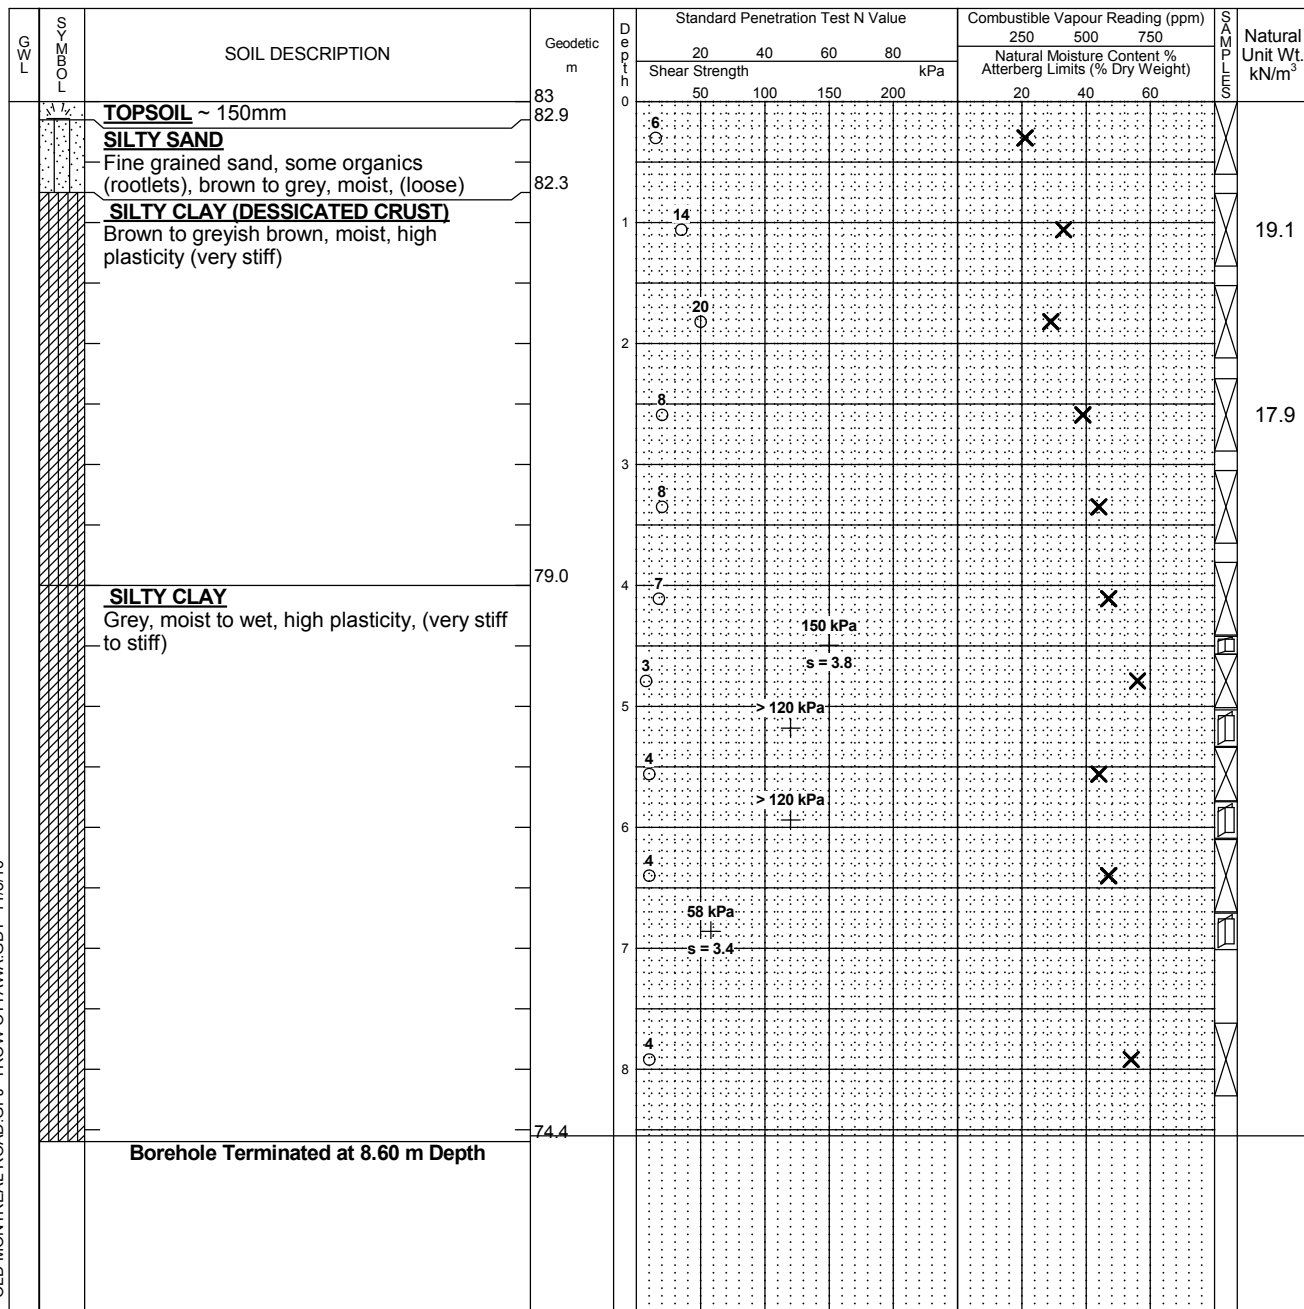 GWL
SYMBOL
SOIL DESCRIPTION
Geodetic
m
Depth
Standard Penetration Test N Value
20 40 60 80
Shear Strength kPa
50 100 150 200
Combustible Vapour Reading (ppm)
250 500 750
Natural Moisture Content %
Atterberg Limits (% Dry Weight)
20 40 60
SAMPLES
Natural
Unit Wt.
kN/m³
83
0
TOPSOIL ~ 150mm
82.9
SILTY SAND
6
Fine grained sand, some organics
(rootlets), brown to grey, moist, (loose)
82.3
SILTY CLAY (DESSICATED CRUST)
14
1
19.1
Brown to greyish brown, moist, high
plasticity (very stiff)
20
2
8
17.9
3
8
79.0
4
7
SILTY CLAY
Grey, moist to wet, high plasticity, (very stiff
to stiff)
150 kPa
s = 3.8
3
5
> 120 kPa
4
> 120 kPa
6
4
58 kPa
7
s = 3.4
4
8
74.4
Borehole Terminated at 8.60 m Depth